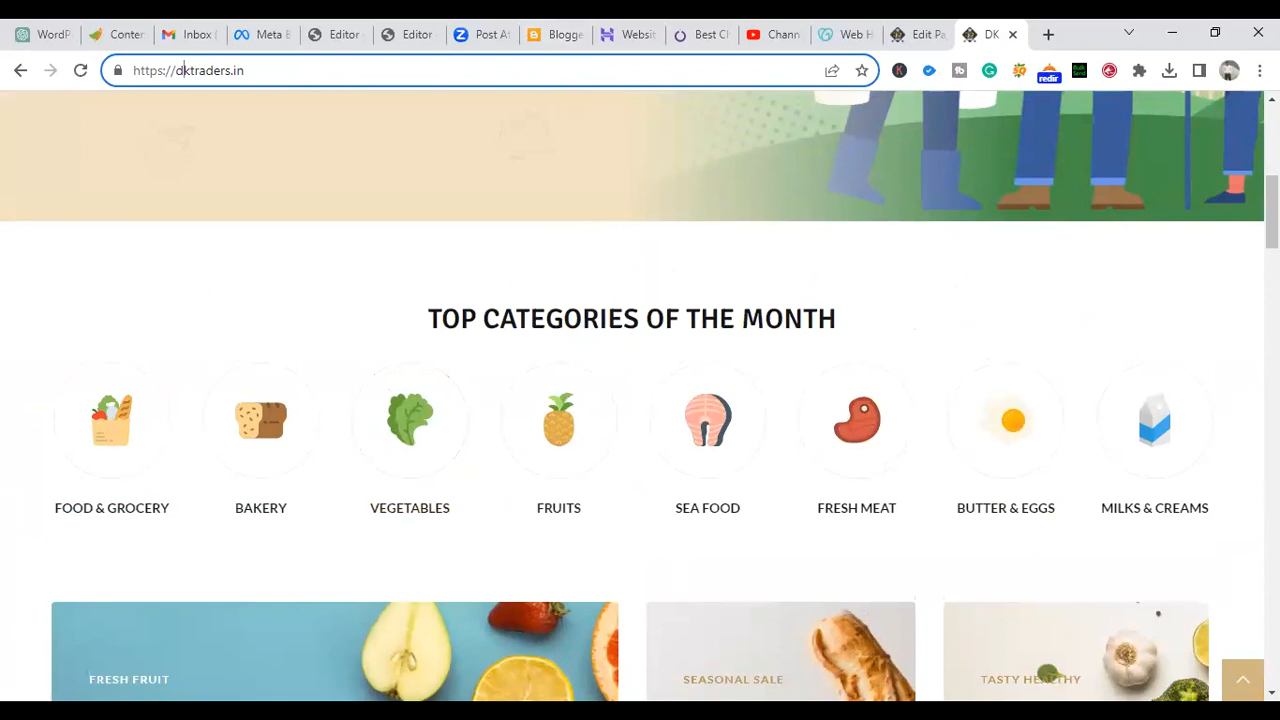 WordP Conter Inbox ( Meta B Editor Editor Post At Blogge Websit Best C Chann Web H Edit Pa DK
https://dktraders.in
redir
TOP CATEGORIES OF THE MONTH
FOOD & GROCERY BAKERY VEGETABLES FRUITS SEA FOOD FRESH MEAT BUTTER & EGGS MILKS & CREAMS
FRESH FRUIT SEASONAL SALE TASTY HEALTHY